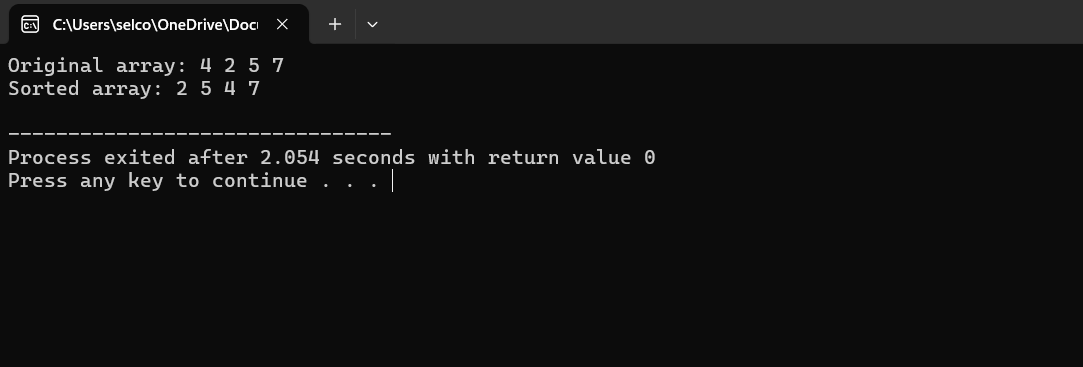 C:\Users\selco\OneDrive\Doc
Original array: 4 2 5 7
Sorted array: 2 5 4 7
--------------------------------
Process exited after 2.054 seconds with return value 0
Press any key to continue . . .